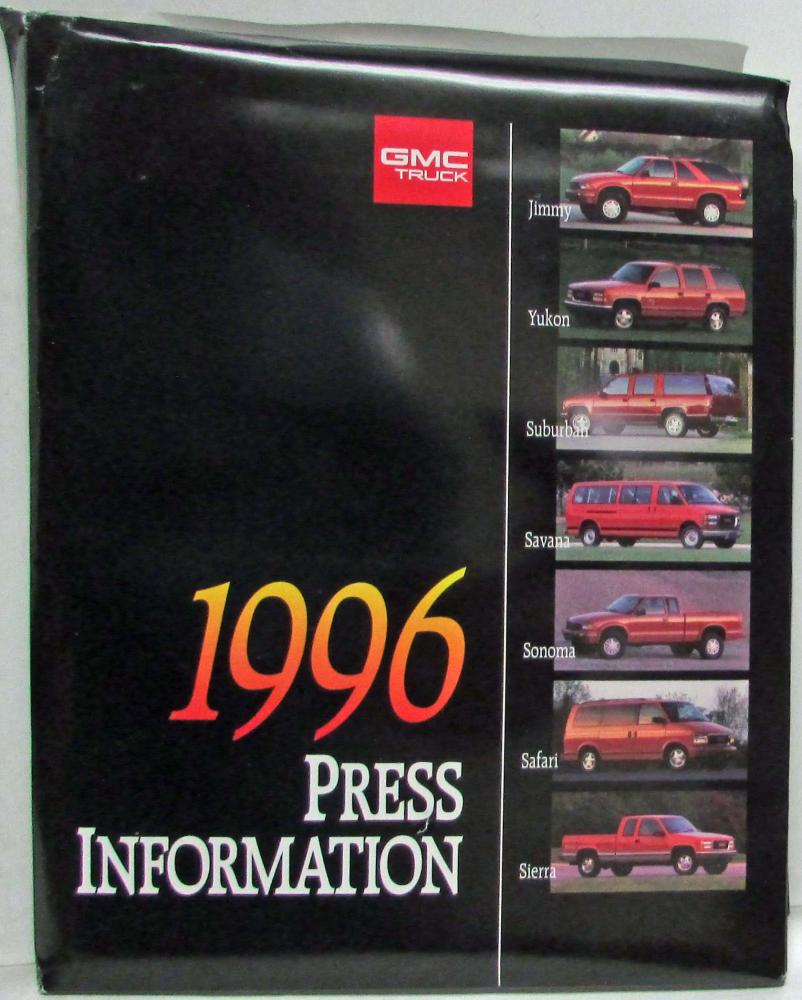 GMC
TRUCK
Jimmy
Yukon
Suburban
Savana
Sonoma
Safari
Sierra
1996
PRESS
INFORMATION